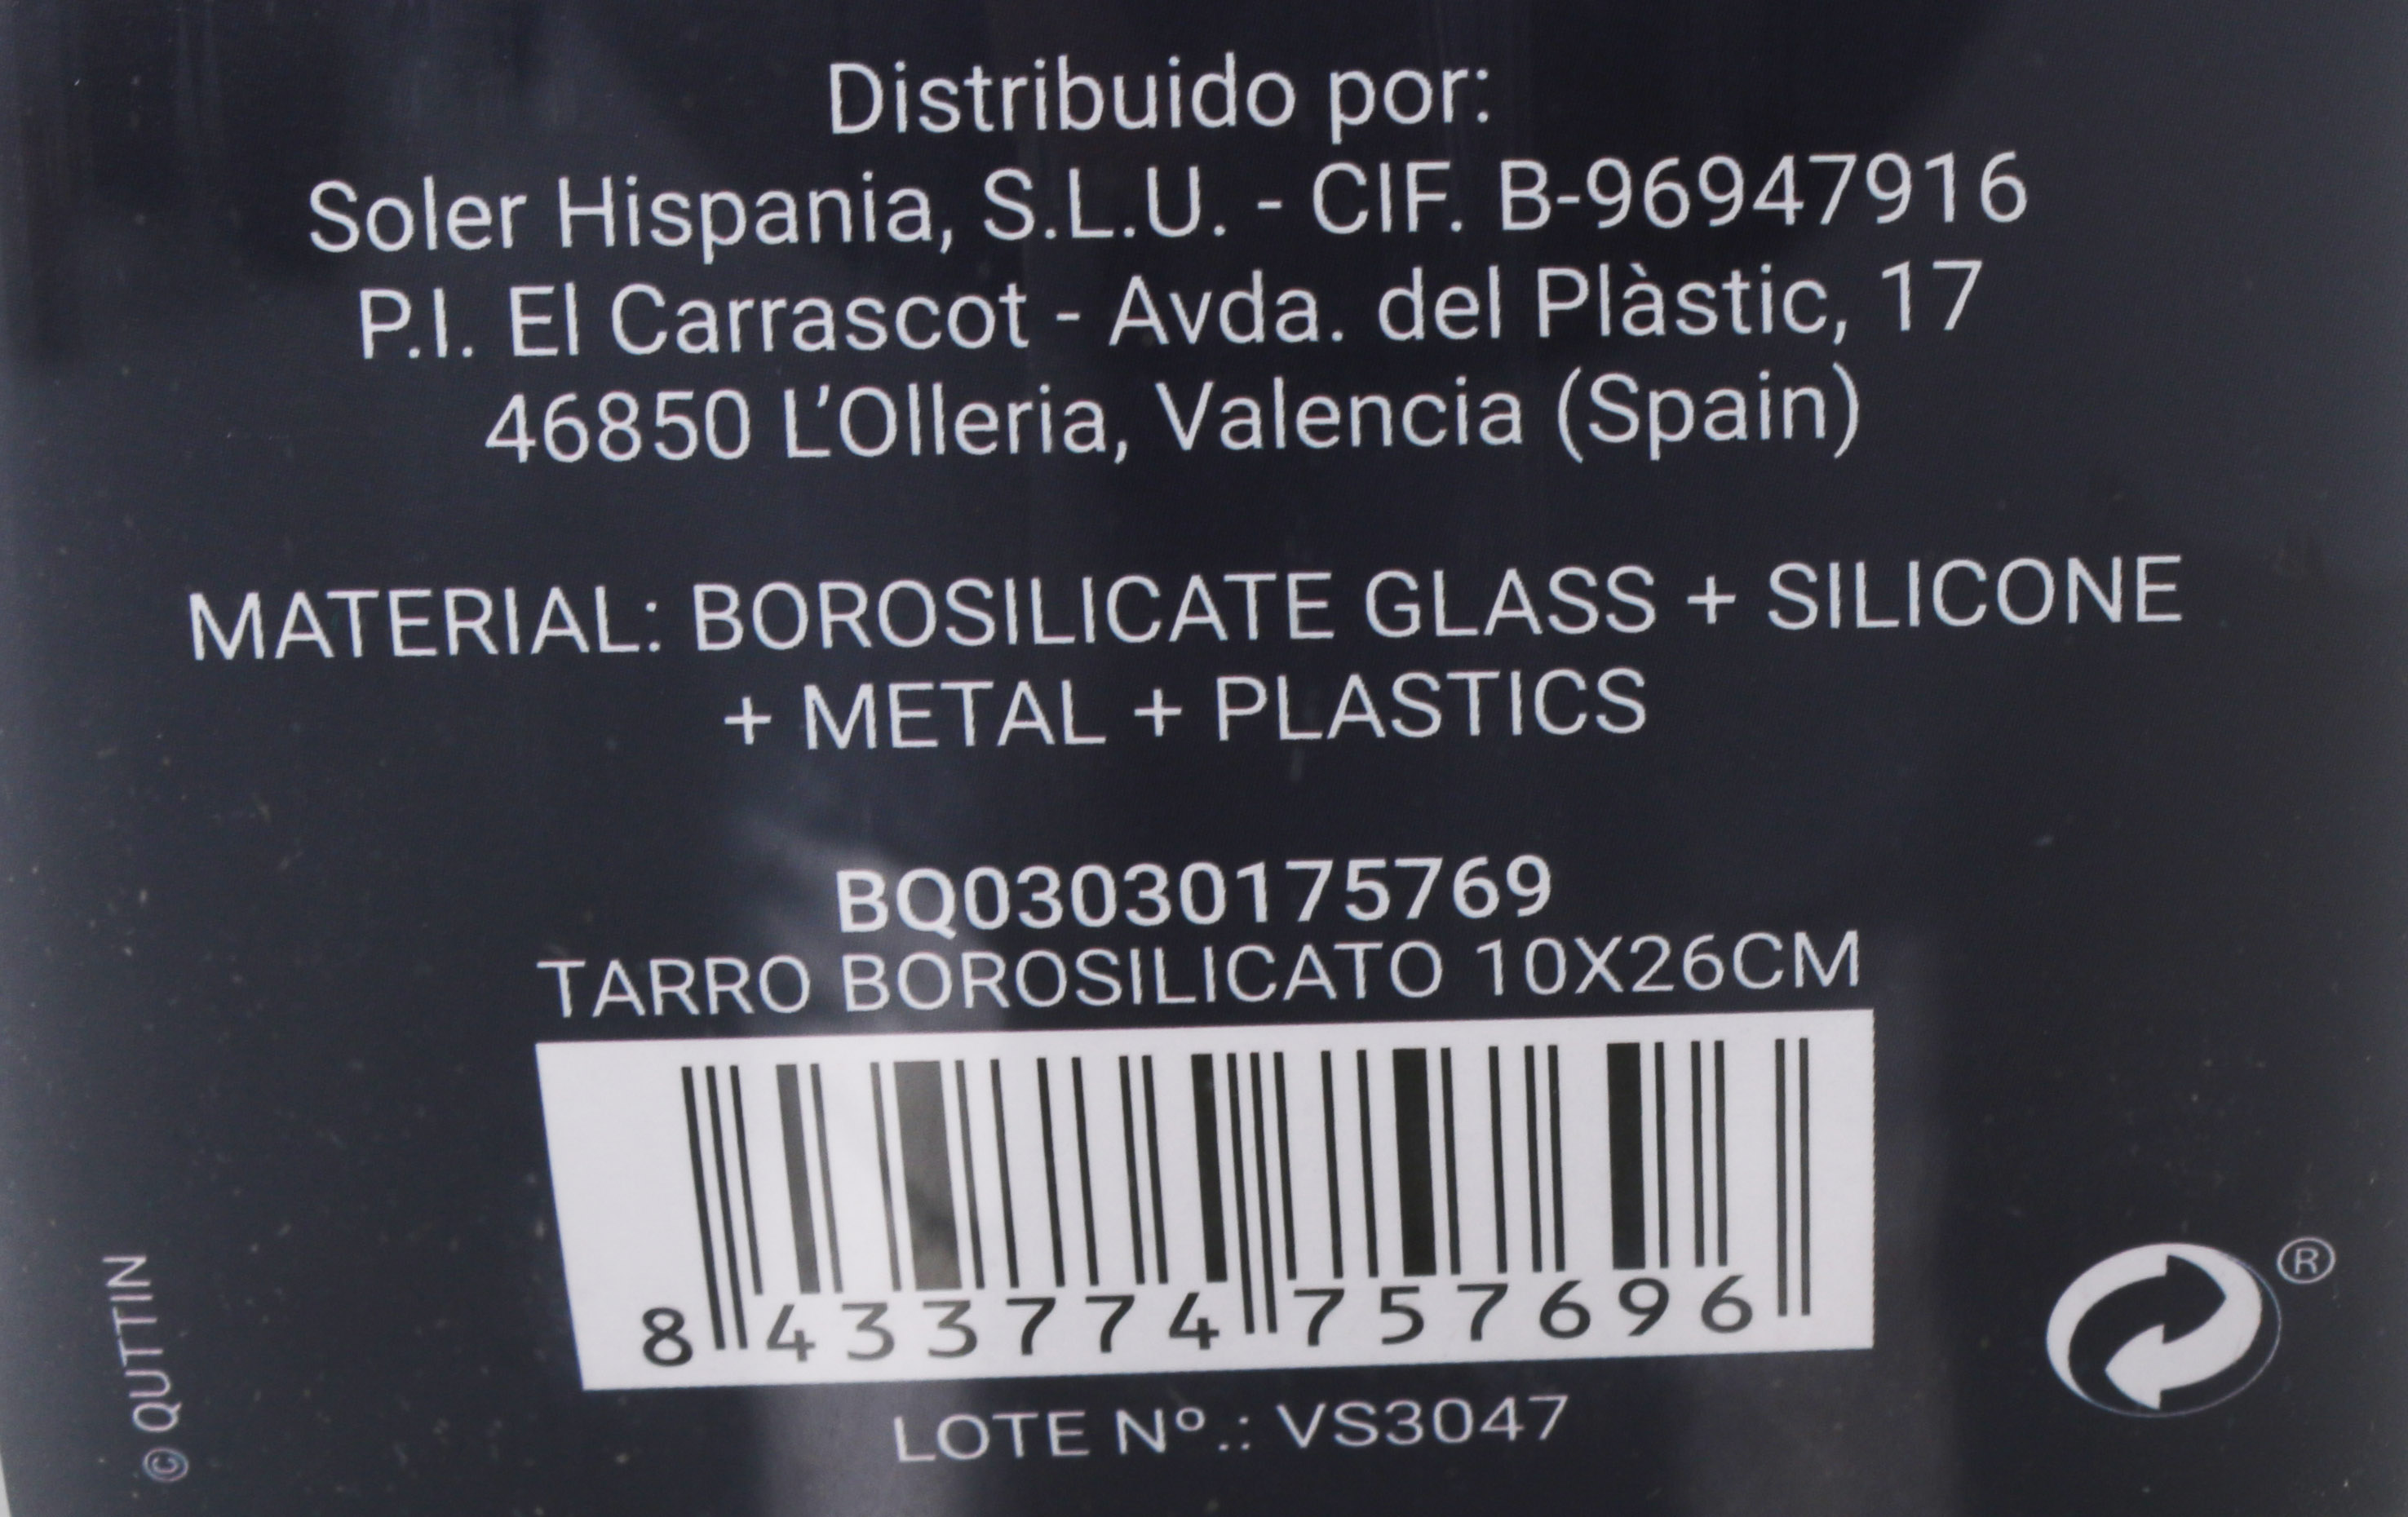 Distribuido por:
Soler Hispania, S.L.U. - CIF. B-96947916
P.I. El Carrascot - Avda. del Plàstic, 17
46850 L'Olleria, Valencia (Spain)
MATERIAL: BOROSILICATE GLASS + SILICONE
+ METAL + PLASTICS
BQ03030175769
TARRO BOROSILICATO 10X26CM
8 433774 757696
LOTE Nº.: VS3047
© QUTTIN
®